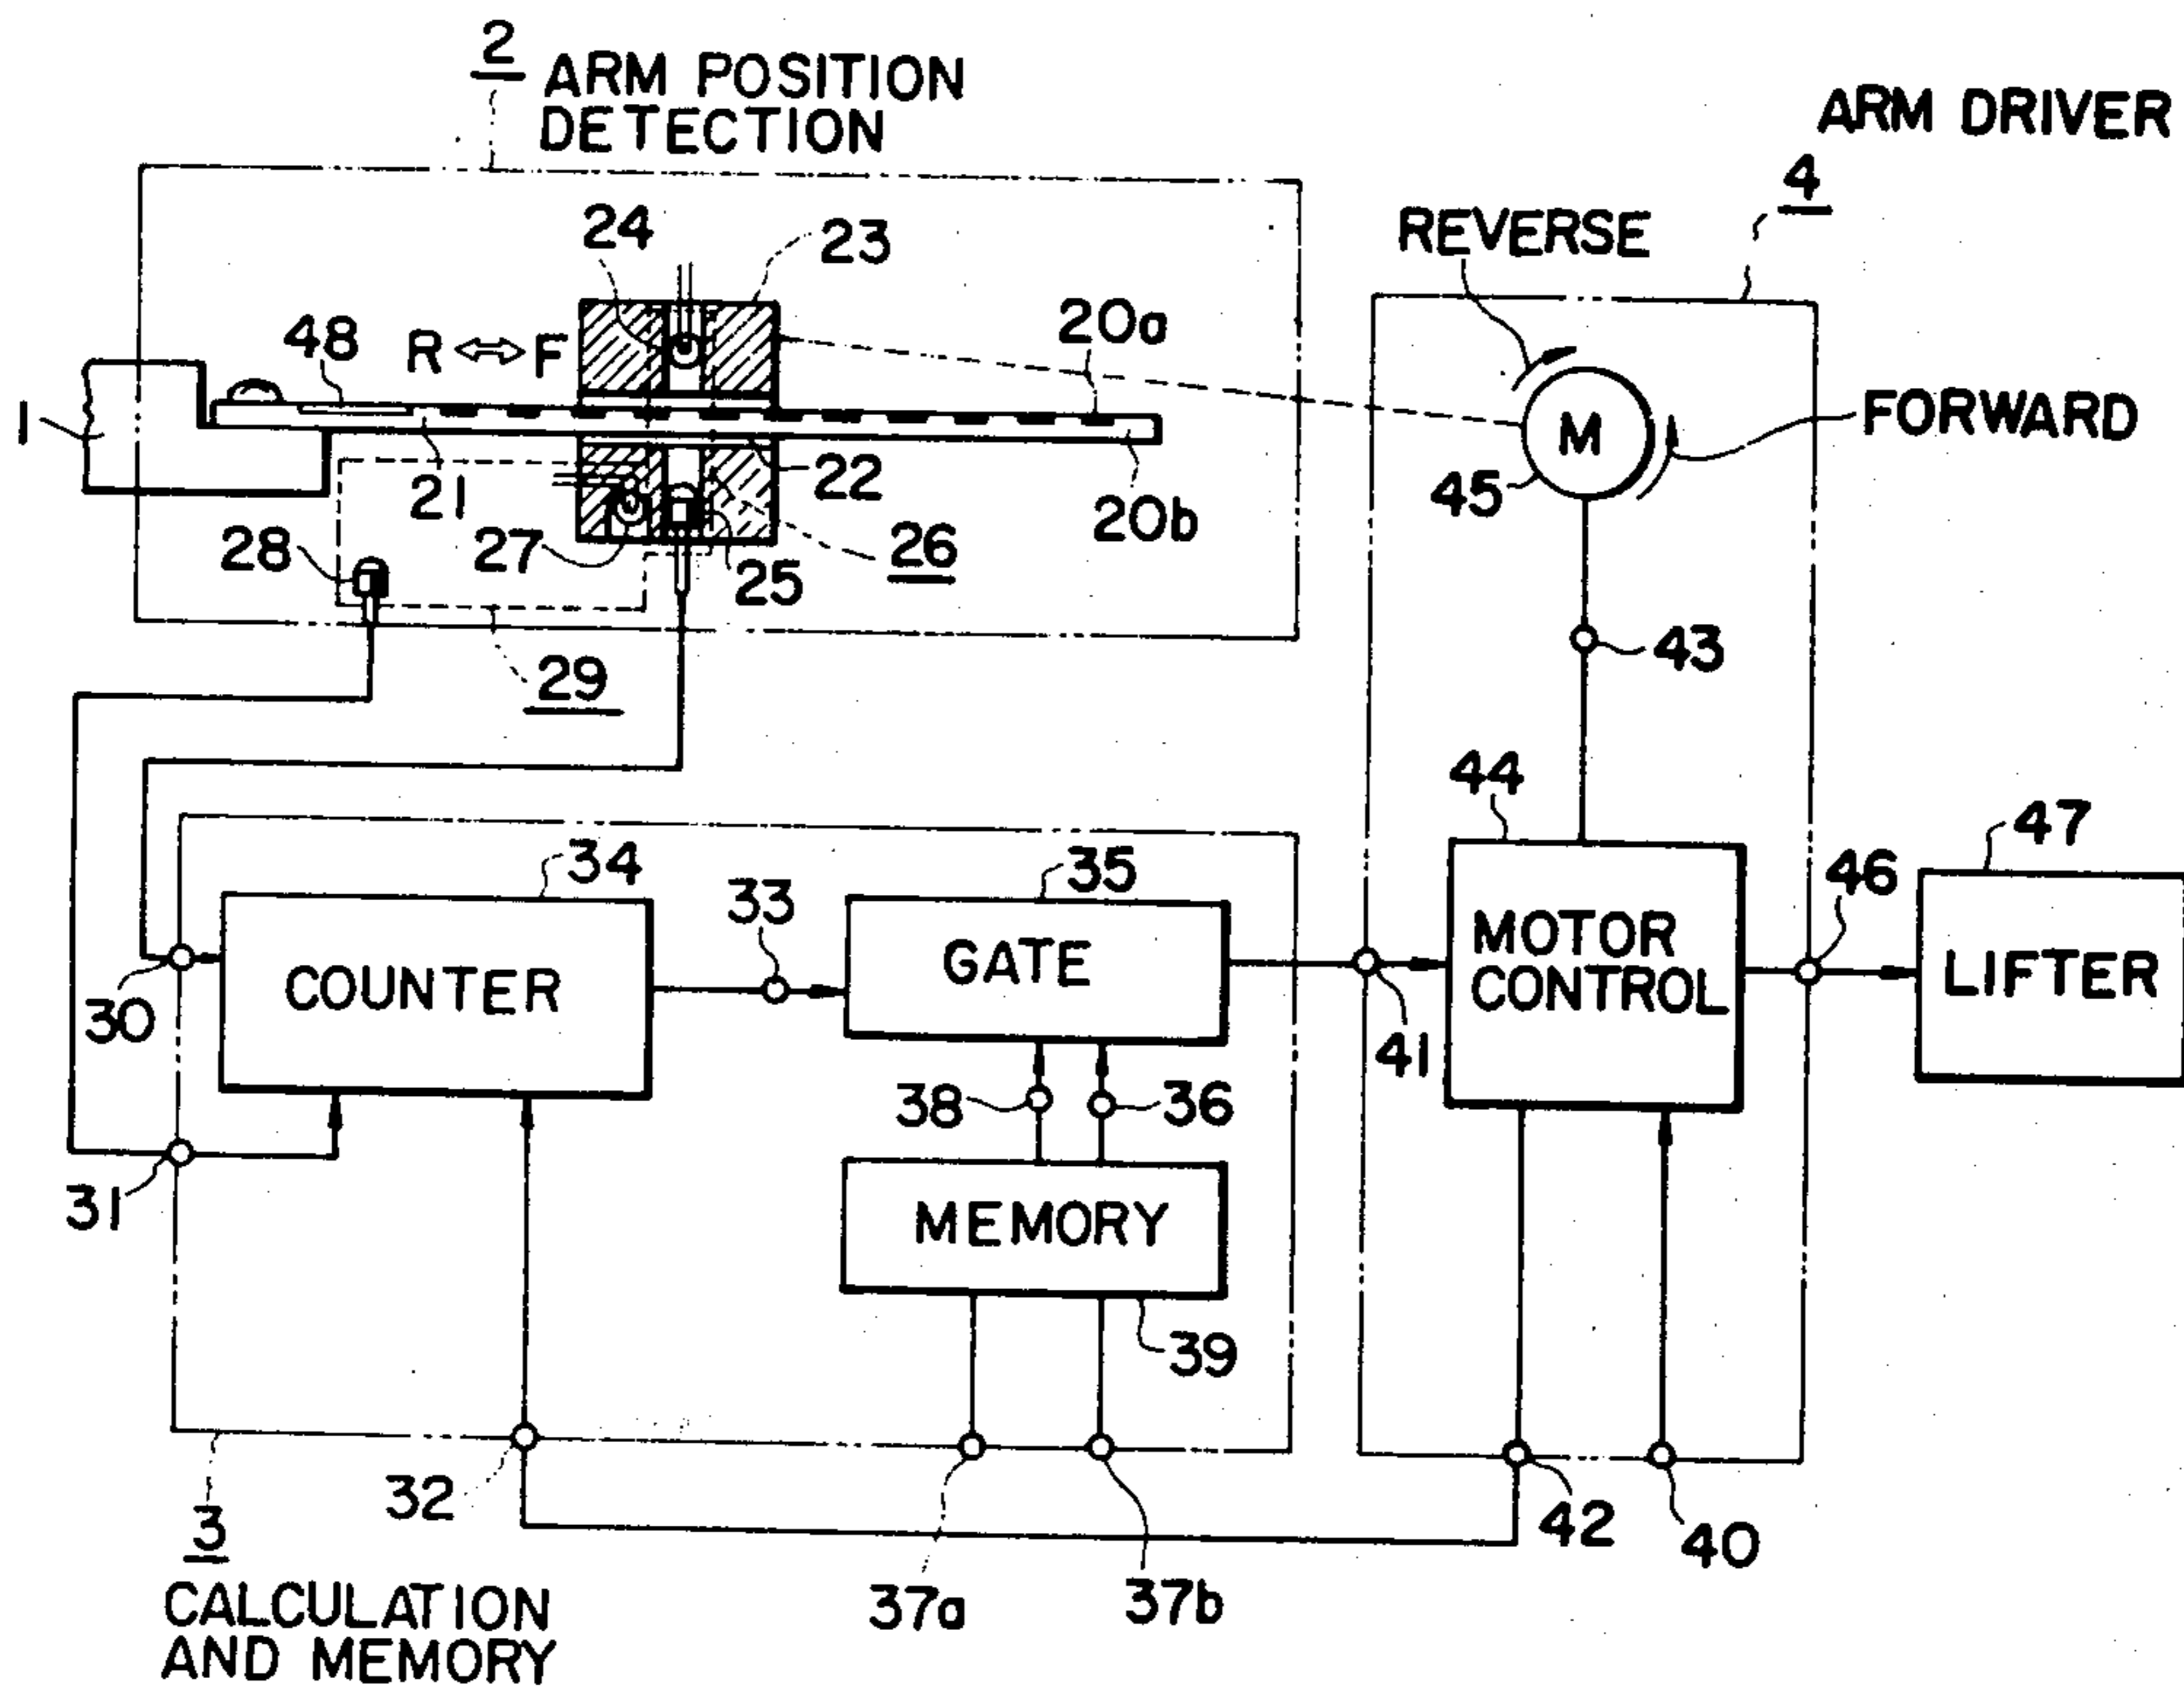 2
ARM POSITION
DETECTION
ARM DRIVER
4
REVERSE
24
23
20a
48
R ⇔ F
M
FORWARD
1
21
22
45
20b
28
27
26
25
43
29
44
47
34
35
46
33
COUNTER
GATE
MOTOR
CONTROL
LIFTER
30
41
38
36
31
MEMORY
39
32
42
40
3
37a
37b
CALCULATION
AND MEMORY